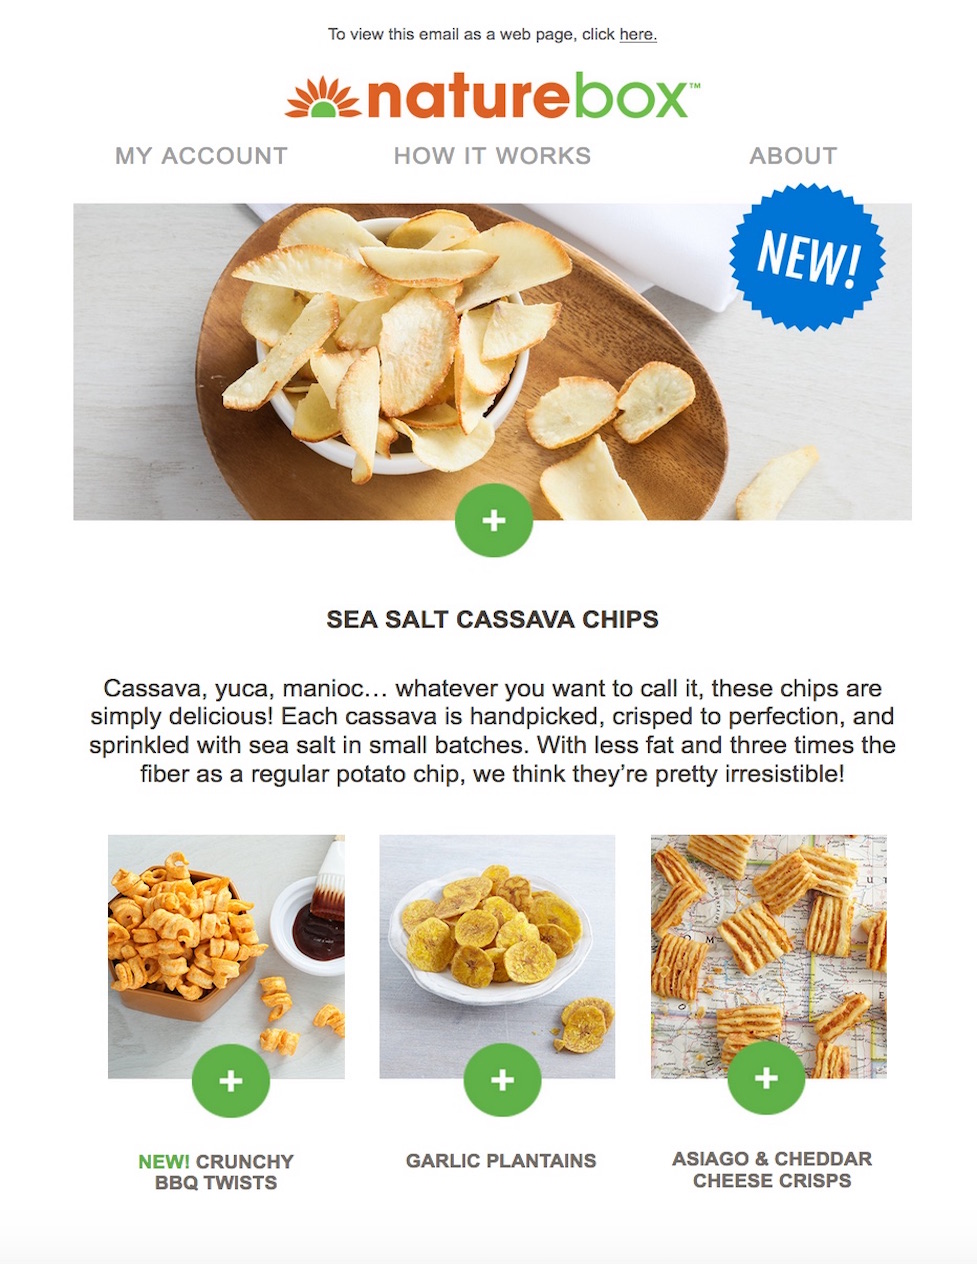 To view this email as a web page, click here.
naturebox™
MY ACCOUNT HOW IT WORKS ABOUT
NEW!
SEA SALT CASSAVA CHIPS
Cassava, yuca, manioc… whatever you want to call it, these chips are
simply delicious! Each cassava is handpicked, crisped to perfection, and
sprinkled with sea salt in small batches. With less fat and three times the
fiber as a regular potato chip, we think they’re pretty irresistible!
NEW! CRUNCHY
BBQ TWISTS
GARLIC PLANTAINS
ASIAGO & CHEDDAR
CHEESE CRISPS